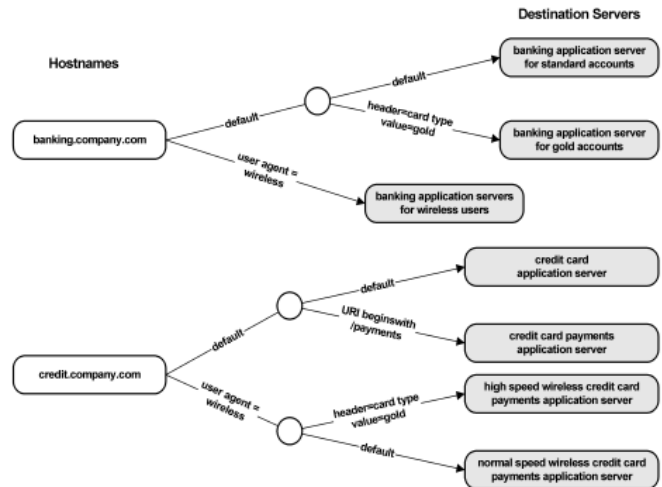 Destination Servers
Hostnames
banking application server
for standard accounts
default
default
header=card type
value=gold
banking.company.com
banking application server
for gold accounts
user agent =
wireless
banking application servers
for wireless users
credit card
application server
default
URI beginswith
/payments
default
credit card payments
application server
credit.company.com
user agent =
wireless
header=card type
value=gold
high speed wireless credit card
payments application server
default
normal speed wireless credit card
payments application server